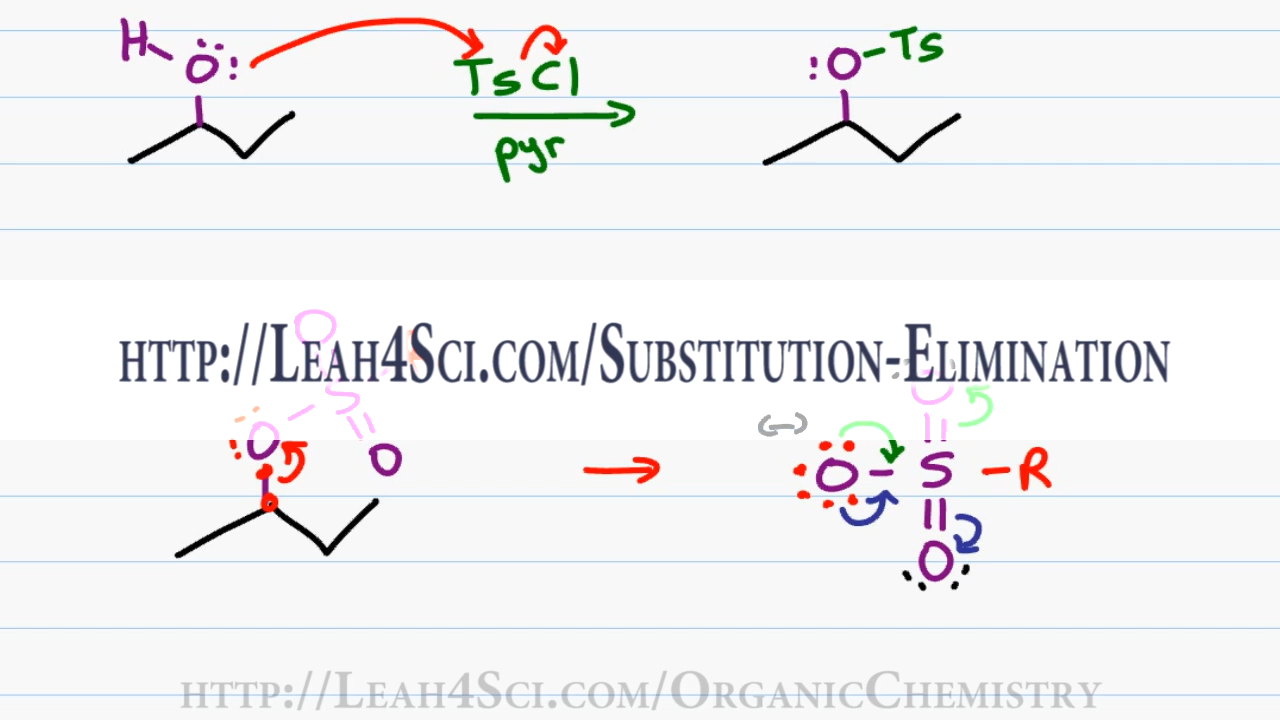 H Ö: TsCl :O-Ts
pyr
O
HTTP://LEAH4SCI.COM/SUBSTITUTION-ELIMINATION
S O
O O O - S - R
O
HTTP://LEAH4SCI.COM/ORGANICCHEMISTRY